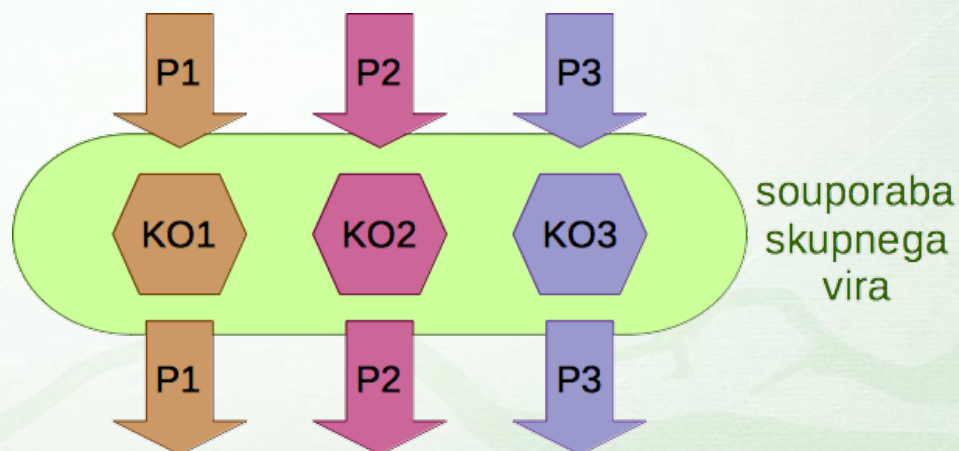 P1 P2 P3
KO1 KO2 KO3
souporaba
skupnega
vira
P1 P2 P3